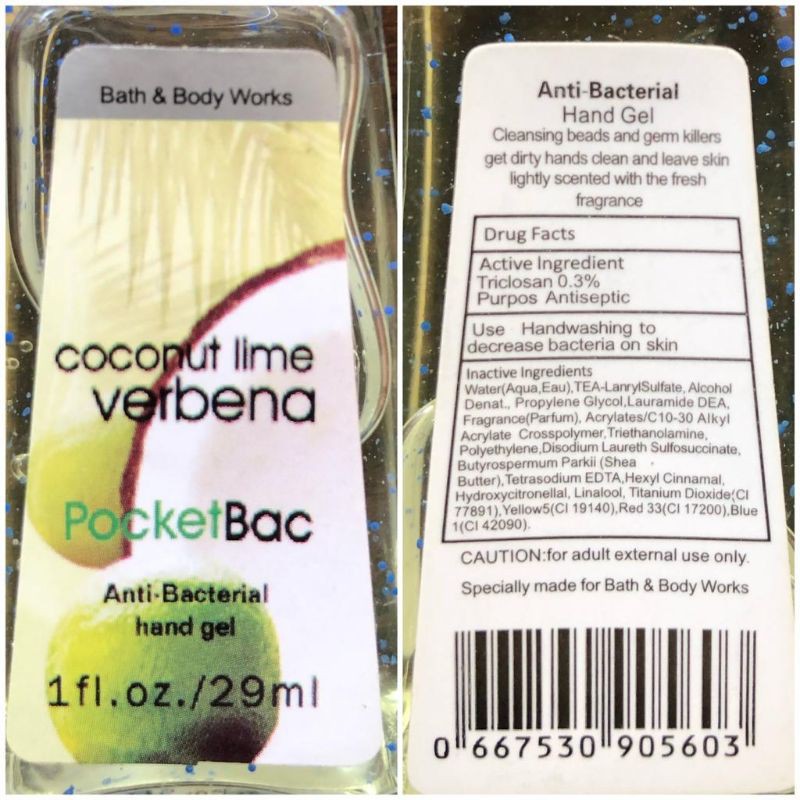 Bath & Body Works
coconut lime
verbena
PocketBac
Anti-Bacterial
hand gel
1fl.oz./29ml
Anti-Bacterial
Hand Gel
Cleansing beads and germ killers
get dirty hands clean and leave skin
lightly scented with the fresh
fragrance
Drug Facts
Active Ingredient
Triclosan 0.3%
Purpos Antiseptic
Use Handwashing to
decrease bacteria on skin
Inactive Ingredients
Water(Aqua,Eau),TEA-LanrylSulfate, Alcohol
Denat., Propylene Glycol,Lauramide DEA,
Fragrance(Parfum), Acrylates/C10-30 Alkyl
Acrylate Crosspolymer,Triethanolamine,
Polyethylene,Disodium Laureth Sulfosuccinate,
Butyrospermum Parkii (Shea
Butter),Tetrasodium EDTA,Hexyl Cinnamal,
Hydroxycitronellal, Linalool, Titanium Dioxide(CI
77891),Yellow5(CI 19140),Red 33(CI 17200),Blue
1(CI 42090).
CAUTION:for adult external use only.
Specially made for Bath & Body Works
0 667530 905603